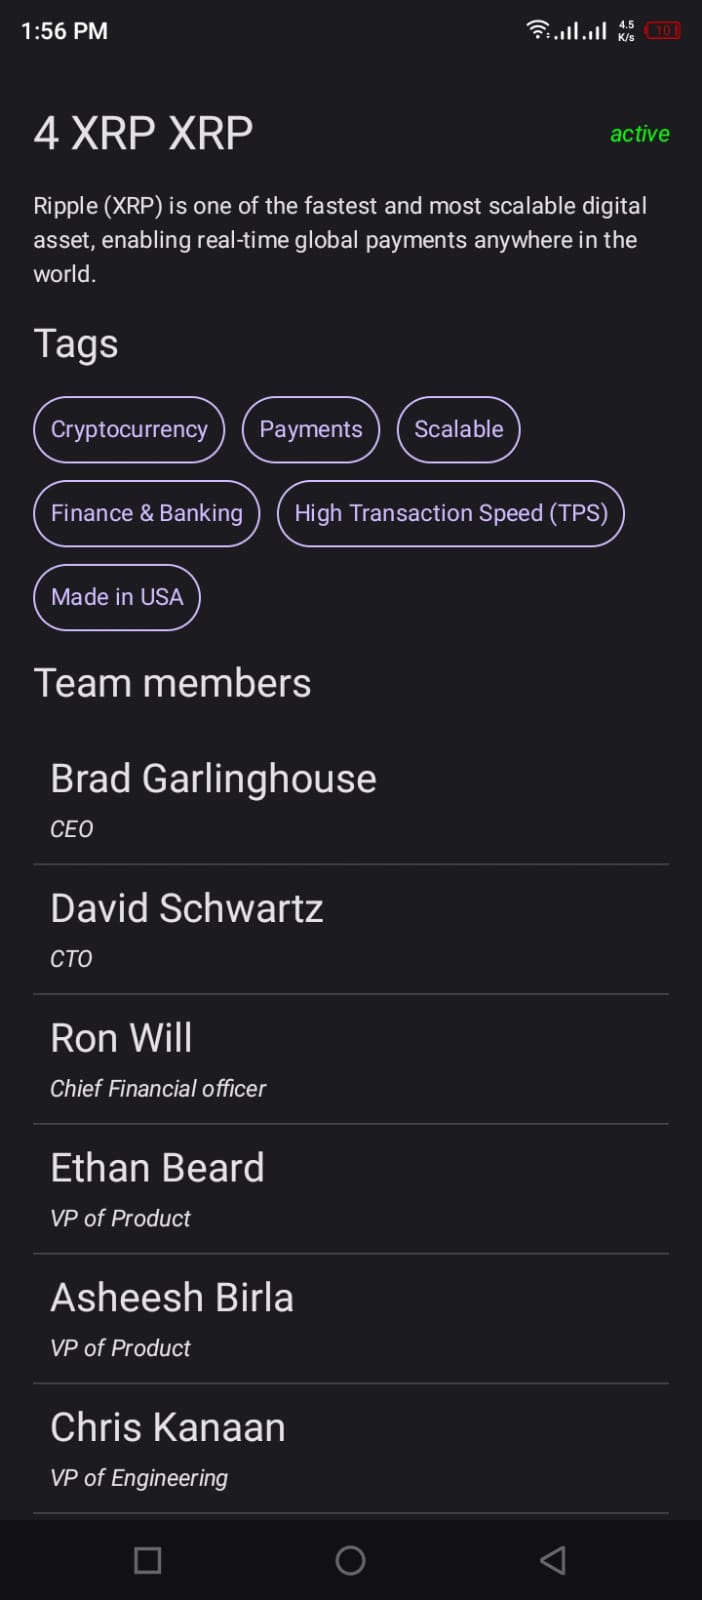 1:56 PM
4.5
K/s
10
4 XRP XRP
active
Ripple (XRP) is one of the fastest and most scalable digital
asset, enabling real-time global payments anywhere in the
world.
Tags
Cryptocurrency
Payments
Scalable
Finance & Banking
High Transaction Speed (TPS)
Made in USA
Team members
Brad Garlinghouse
CEO
David Schwartz
CTO
Ron Will
Chief Financial officer
Ethan Beard
VP of Product
Asheesh Birla
VP of Product
Chris Kanaan
VP of Engineering